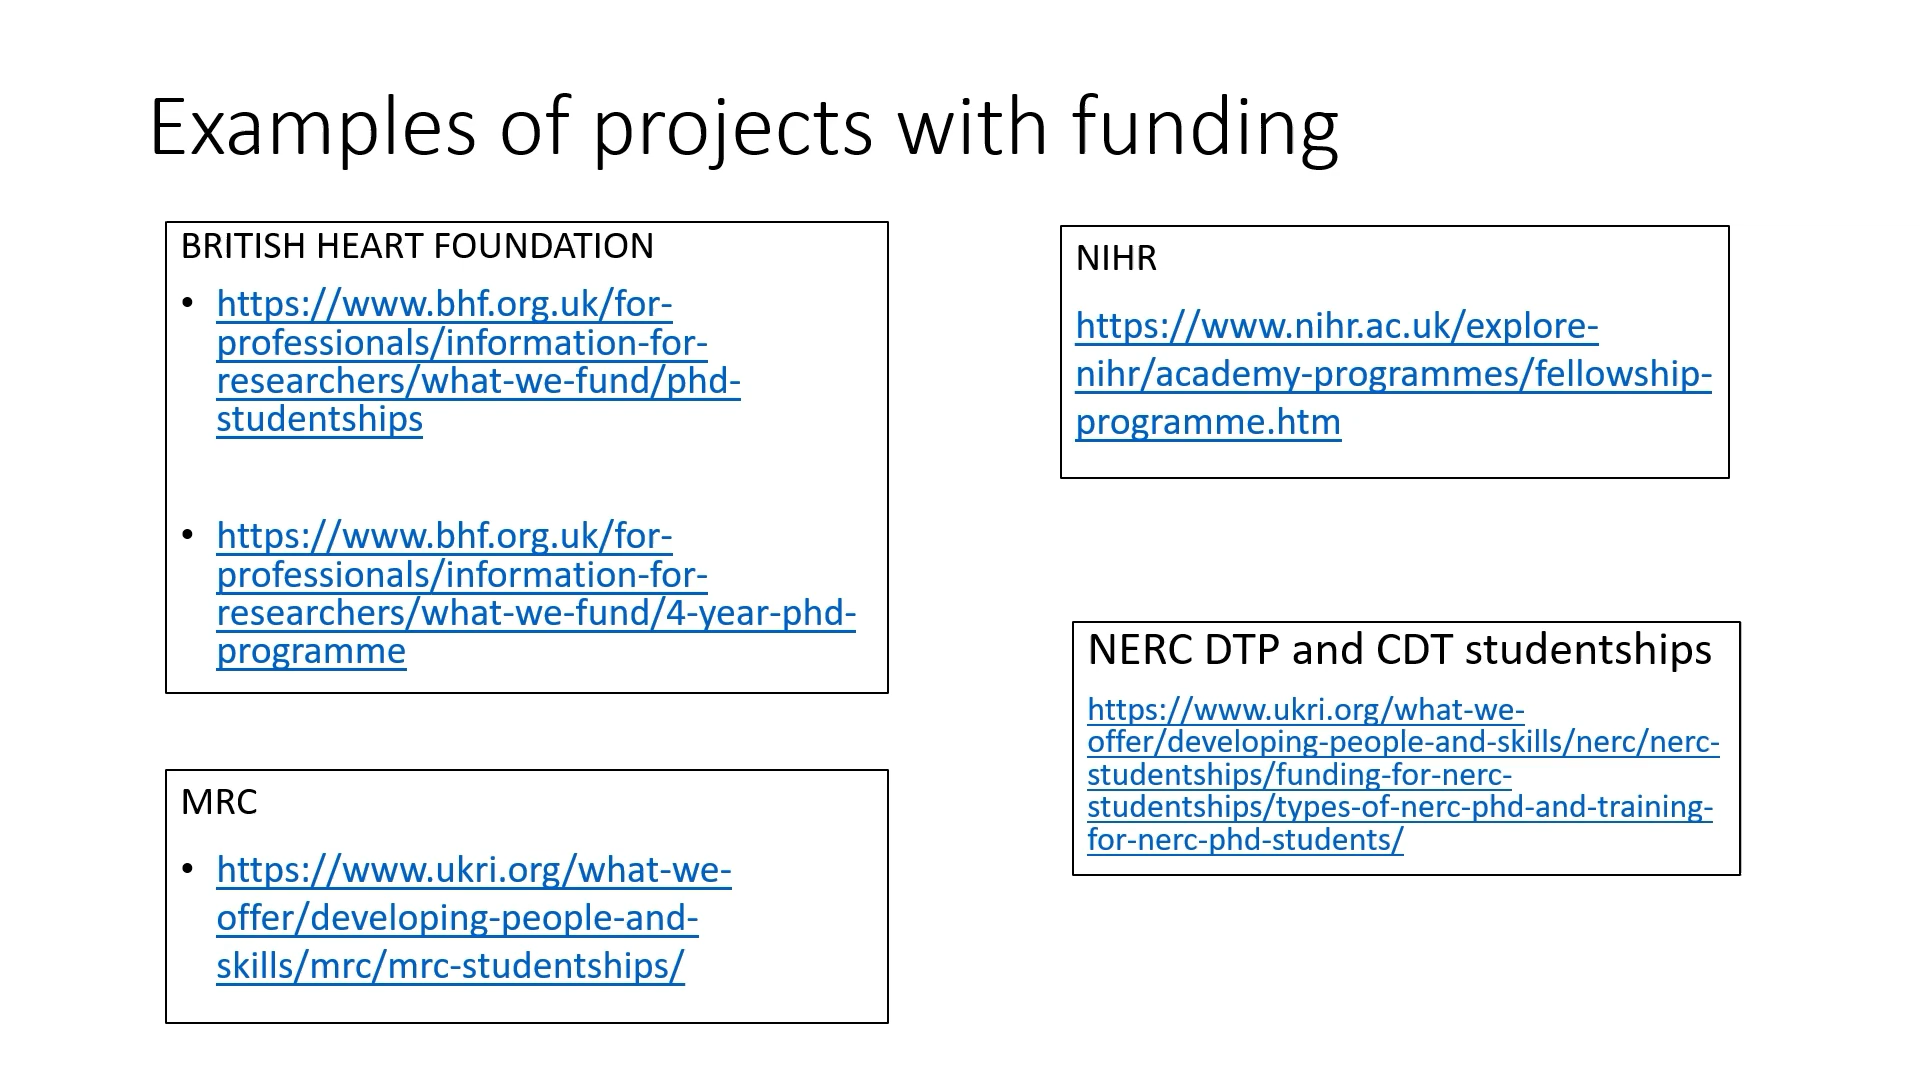 Examples of projects with funding
BRITISH HEART FOUNDATION
• https://www.bhf.org.uk/for-
professionals/information-for-
researchers/what-we-fund/phd-
studentships
• https://www.bhf.org.uk/for-
professionals/information-for-
researchers/what-we-fund/4-year-phd-
programme
MRC
• https://www.ukri.org/what-we-
offer/developing-people-and-
skills/mrc/mrc-studentships/
NIHR
https://www.nihr.ac.uk/explore-
nihr/academy-programmes/fellowship-
programme.htm
NERC DTP and CDT studentships
https://www.ukri.org/what-we-
offer/developing-people-and-skills/nerc/nerc-
studentships/funding-for-nerc-
studentships/types-of-nerc-phd-and-training-
for-nerc-phd-students/